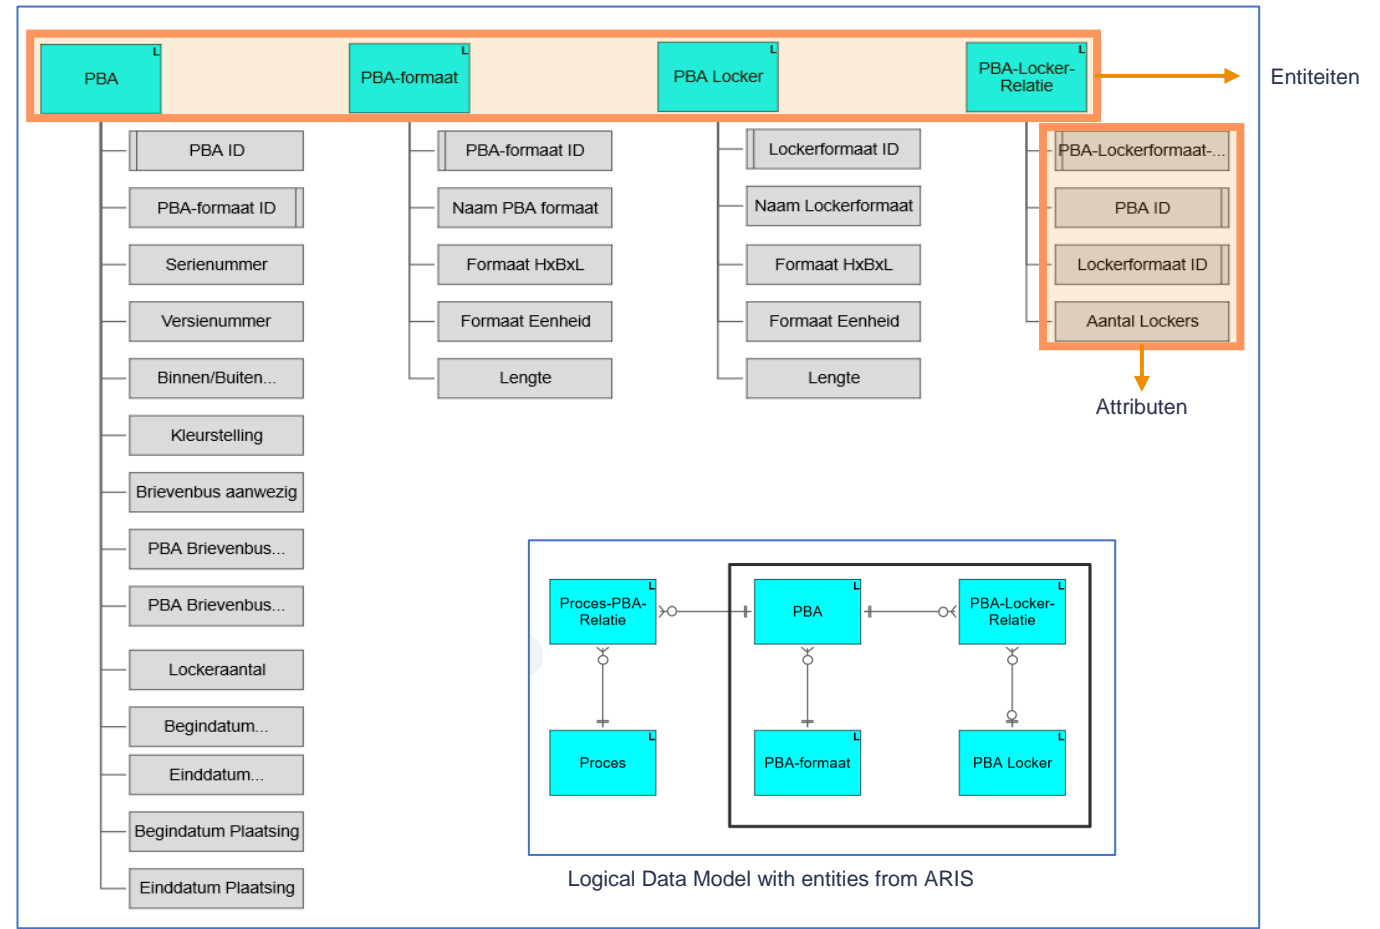 PBA
L
PBA-formaat
L
PBA Locker
L
PBA-Locker-
Relatie
L
Entiteiten
PBA ID
PBA-formaat ID
Serienummer
Versienummer
Binnen/Buiten...
Kleurstelling
Brievenbus aanwezig
PBA Brievenbus...
PBA Brievenbus...
Lockeraantal
Begindatum...
Einddatum...
Begindatum Plaatsing
Einddatum Plaatsing
PBA-formaat ID
Naam PBA formaat
Formaat HxBxL
Formaat Eenheid
Lengte
Lockerformaat ID
Naam Lockerformaat
Formaat HxBxL
Formaat Eenheid
Lengte
PBA-Lockerformaat-...
PBA ID
Lockerformaat ID
Aantal Lockers
Attributen
Proces-PBA-
Relatie
L
PBA
L
PBA-Locker-
Relatie
L
Proces
L
PBA-formaat
L
PBA Locker
L
Logical Data Model with entities from ARIS